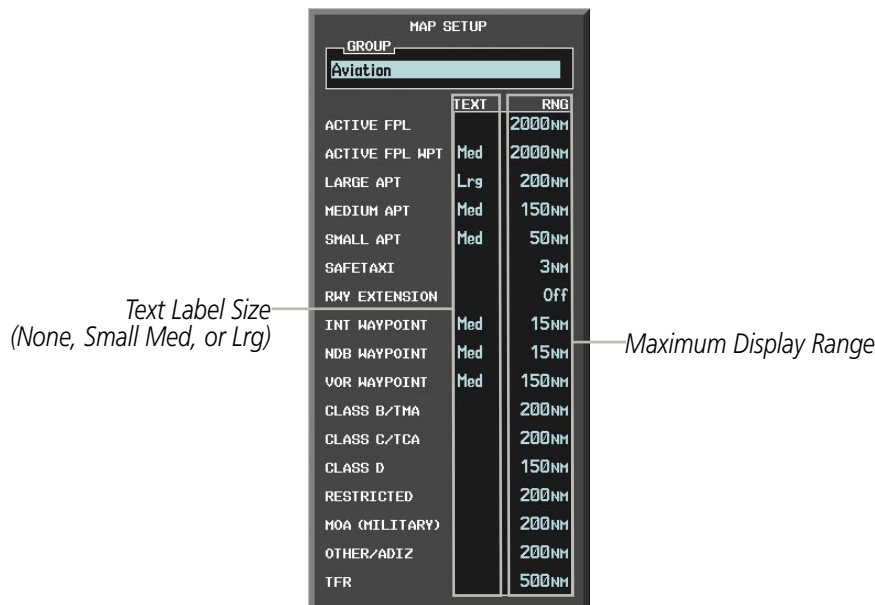 MAP SETUP
GROUP
Aviation
TEXT RNG
ACTIVE FPL 2000NM
ACTIVE FPL WPT Med 2000NM
LARGE APT Lrg 200NM
MEDIUM APT Med 150NM
SMALL APT Med 50NM
SAFETAXI 3NM
RWY EXTENSION Off
INT WAYPOINT Med 15NM
NDB WAYPOINT Med 15NM
VOR WAYPOINT Med 150NM
CLASS B/TMA 200NM
CLASS C/TCA 200NM
CLASS D 150NM
RESTRICTED 200NM
MOA (MILITARY) 200NM
OTHER/ADIZ 200NM
TFR 500NM
Text Label Size
(None, Small Med, or Lrg)
Maximum Display Range